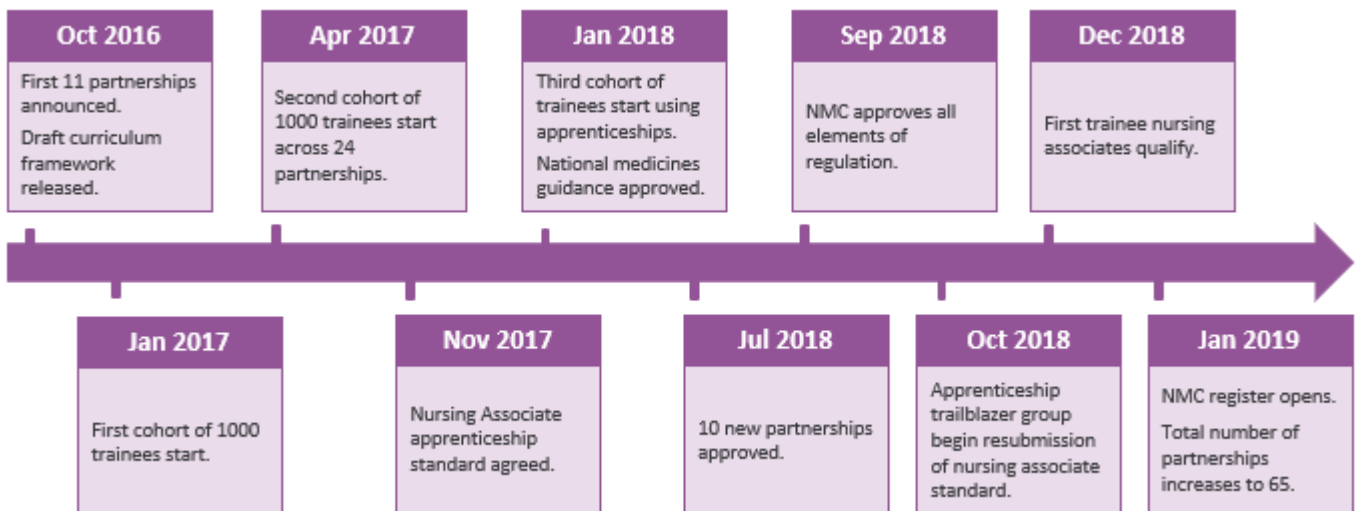 Oct 2016
First 11 partnerships
announced.
Draft curriculum
framework
released.
Apr 2017
Second cohort of
1000 trainees start
across 24
partnerships.
Jan 2018
Third cohort of
trainees start using
apprenticeships.
National medicines
guidance approved.
Sep 2018
NMC approves all
elements of
regulation.
Dec 2018
First trainee nursing
associates qualify.
Jan 2017
First cohort of 1000
trainees start.
Nov 2017
Nursing Associate
apprenticeship
standard agreed.
Jul 2018
10 new partnerships
approved.
Oct 2018
Apprenticeship
trailblazer group
begin resubmission
of nursing associate
standard.
Jan 2019
NMC register opens.
Total number of
partnerships
increases to 65.